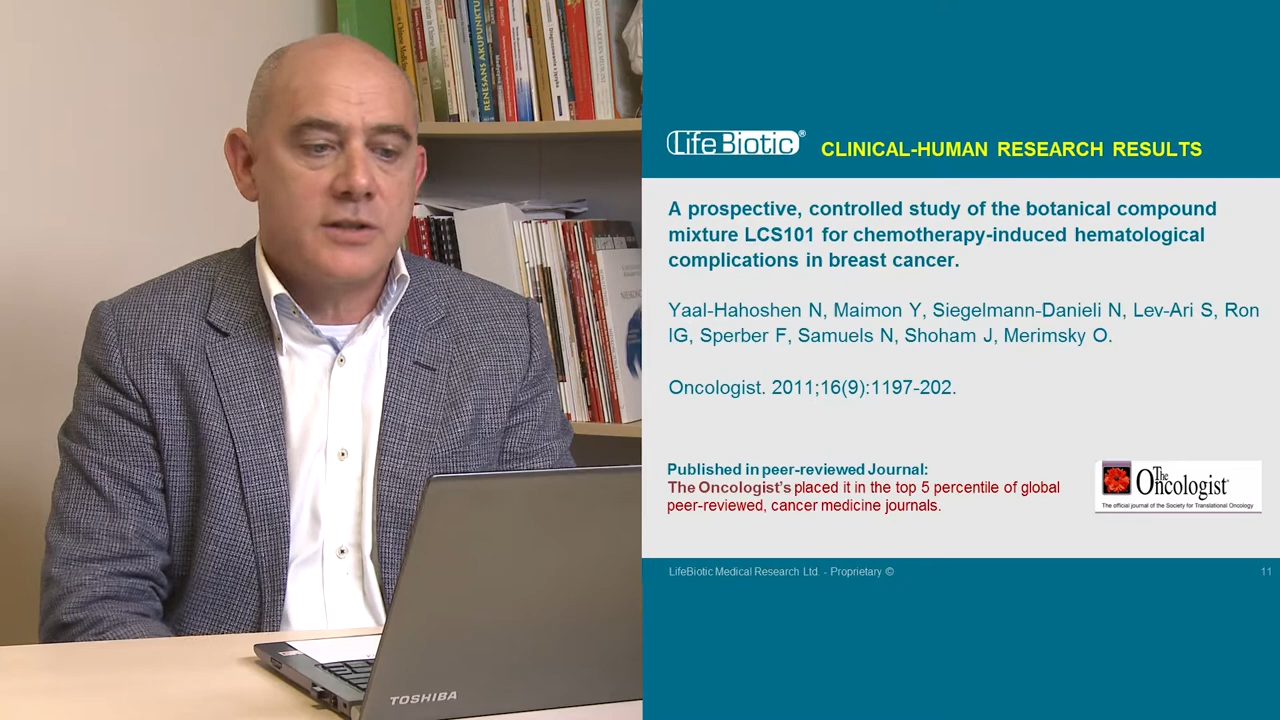 RENESANS AKUPUNKTU
TOSHIBA
Life Biotic®
CLINICAL-HUMAN RESEARCH RESULTS
A prospective, controlled study of the botanical compound
mixture LCS101 for chemotherapy-induced hematological
complications in breast cancer.
Yaal-Hahoshen N, Maimon Y, Siegelmann-Danieli N, Lev-Ari S, Ron
IG, Sperber F, Samuels N, Shoham J, Merimsky O.
Oncologist. 2011;16(9):1197-202.
Published in peer-reviewed Journal:
The Oncologist's placed it in the top 5 percentile of global
peer-reviewed, cancer medicine journals.
The
Oncologist
The official journal of the Society for Translational Oncology
LifeBiotic Medical Research Ltd. - Proprietary ©
11